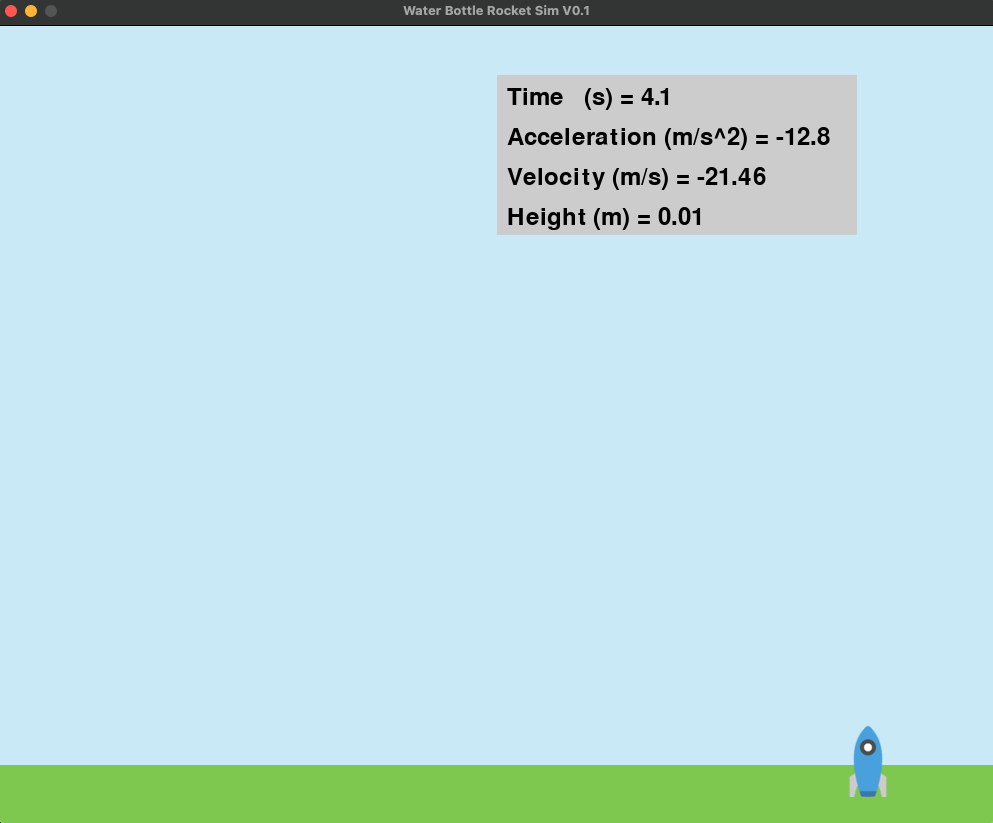 Water Bottle Rocket Sim V0.1
Time   (s) = 4.1
Acceleration (m/s^2) = -12.8
Velocity (m/s) = -21.46
Height (m) = 0.01